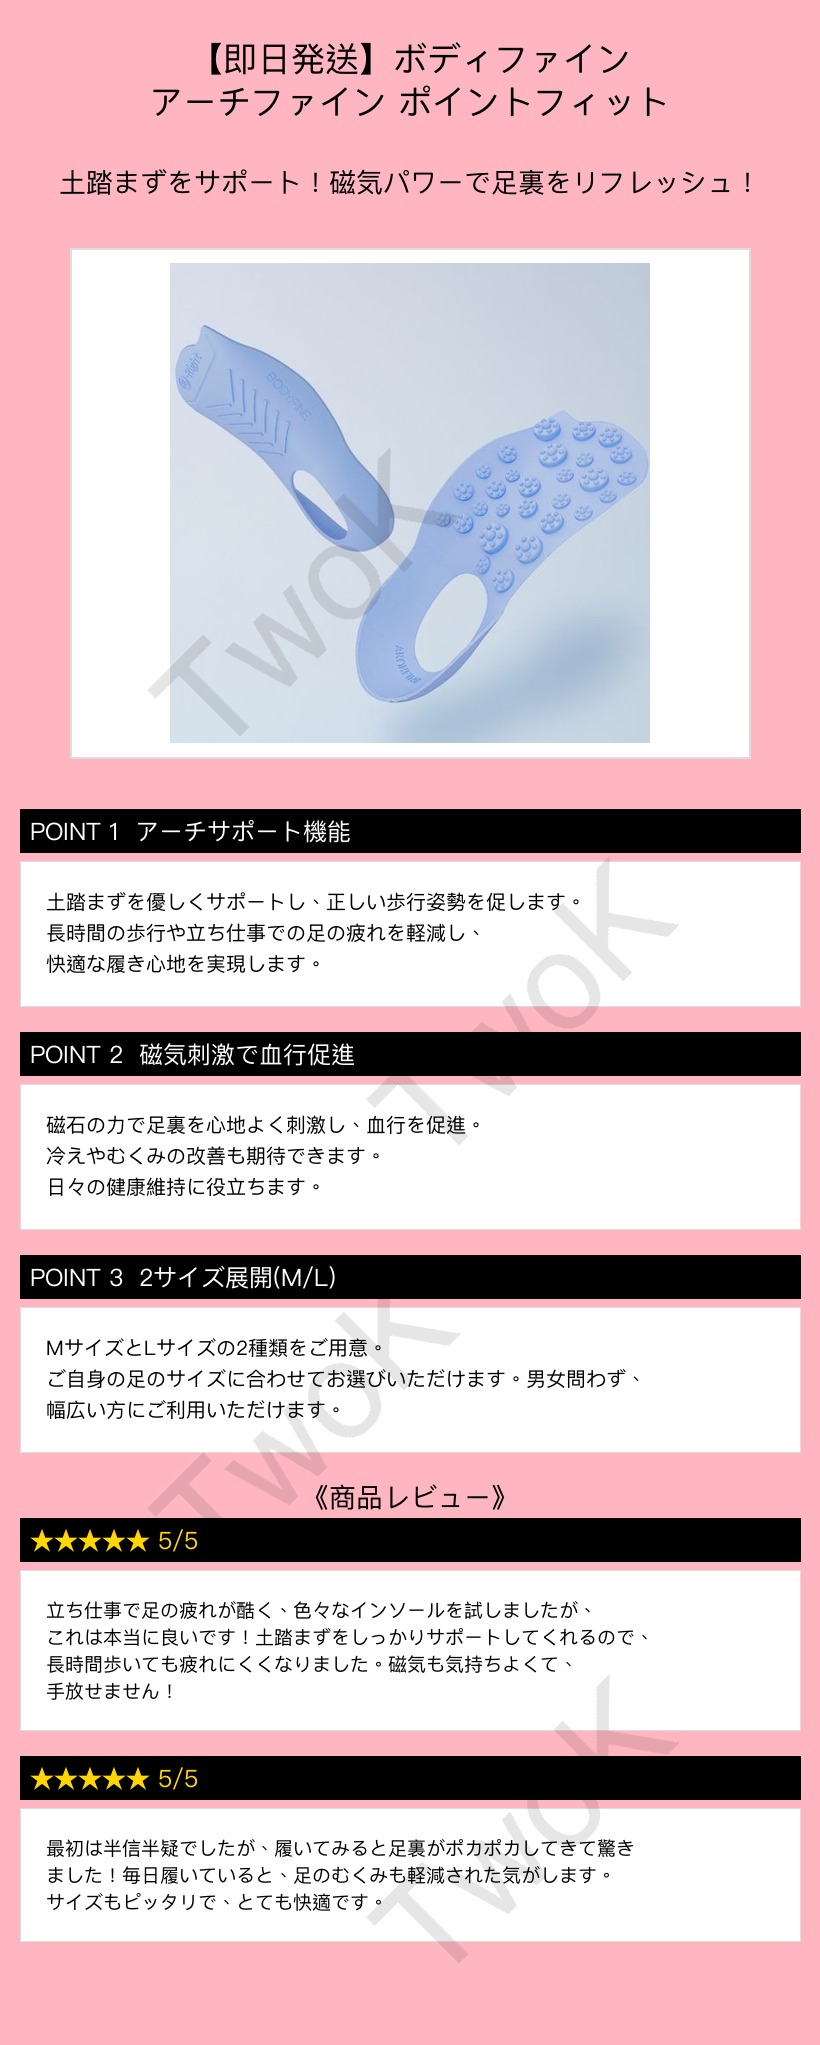 【即日発送】ボディファイン
アーチファイン ポイントフィット
土踏まずをサポート！磁気パワーで足裏をリフレッシュ！
Right
BODYFINE
TwoK
POINT 1 アーチサポート機能
土踏まずを優しくサポートし、正しい歩行姿勢を促します。
長時間の歩行や立ち仕事での足の疲れを軽減し、
快適な履き心地を実現します。
TwoK
POINT 2 磁気刺激で血行促進
磁石の力で足裏を心地よく刺激し、血行を促進。
冷えやむくみの改善も期待できます。
日々の健康維持に役立ちます。
POINT 3 2サイズ展開(M/L)
MサイズとLサイズの2種類をご用意。
ご自身の足のサイズに合わせてお選びいただけます。男女問わず、
幅広い方にご利用いただけます。
TwoK
《商品レビュー》
★★★★★ 5/5
立ち仕事で足の疲れが酷く、色々なインソールを試しましたが、
これは本当に良いです！土踏まずをしっかりサポートしてくれるので、
長時間歩いても疲れにくくなりました。磁気も気持ちよくて、
手放せません！
★★★★★ 5/5
最初は半信半疑でしたが、履いてみると足裏がポカポカしてきて驚き
ました！毎日履いていると、足のむくみも軽減された気がします。
サイズもピッタリで、とても快適です。
TwoK